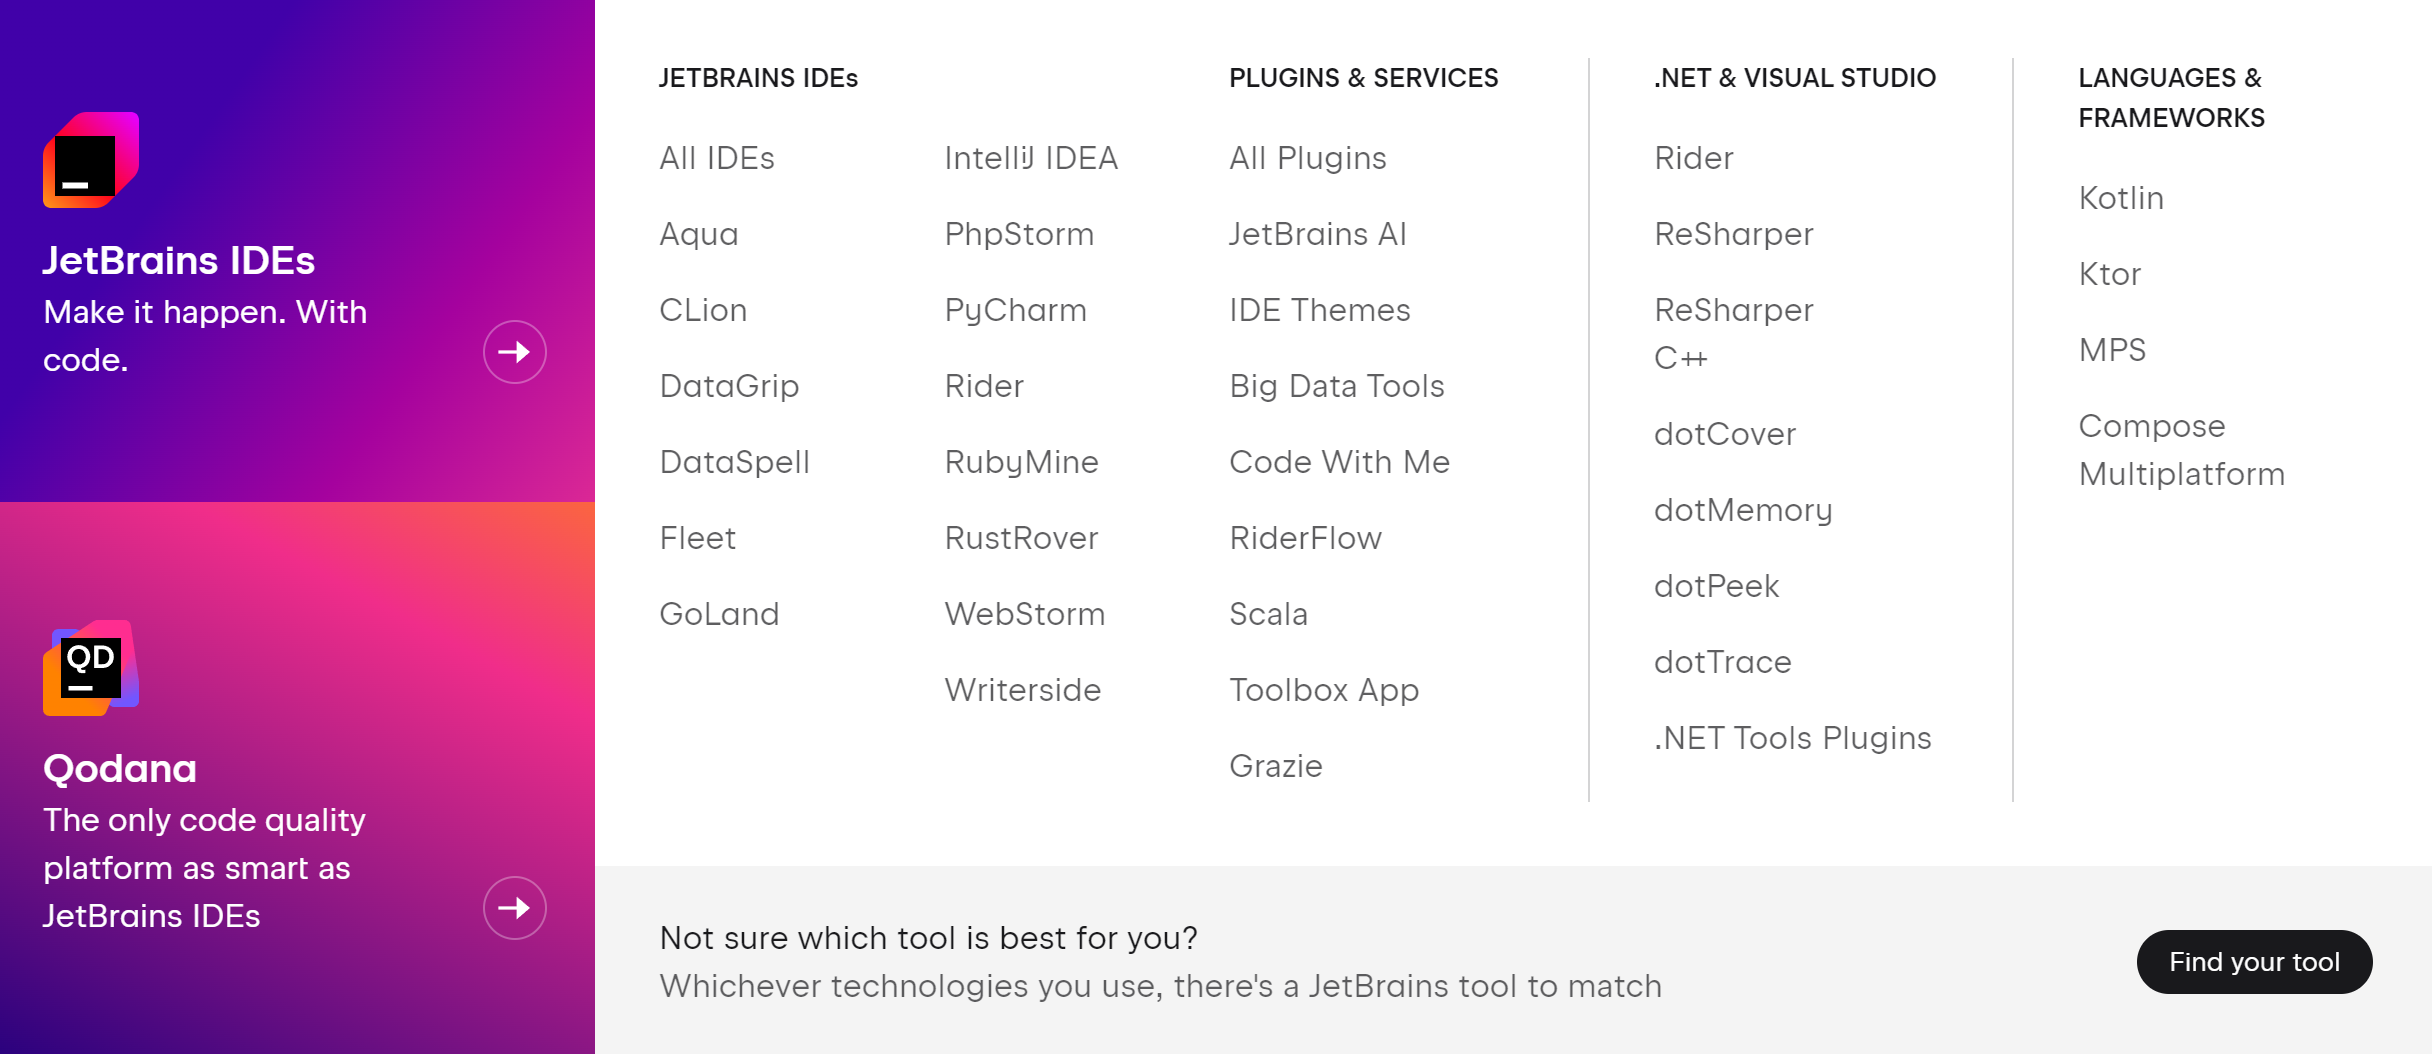 JetBrains IDEs
Make it happen. With
code.
QD
Qodana
The only code quality
platform as smart as
JetBrains IDEs
JETBRAINS IDEs
All IDEs
Aqua
CLion
DataGrip
DataSpell
Fleet
GoLand
IntelliJ IDEA
PhpStorm
PyCharm
Rider
RubyMine
RustRover
WebStorm
Writerside
PLUGINS & SERVICES
All Plugins
JetBrains AI
IDE Themes
Big Data Tools
Code With Me
RiderFlow
Scala
Toolbox App
Grazie
.NET & VISUAL STUDIO
Rider
ReSharper
ReSharper
C++
dotCover
dotMemory
dotPeek
dotTrace
.NET Tools Plugins
LANGUAGES &
FRAMEWORKS
Kotlin
Ktor
MPS
Compose
Multiplatform
Not sure which tool is best for you?
Whichever technologies you use, there's a JetBrains tool to match
Find your tool